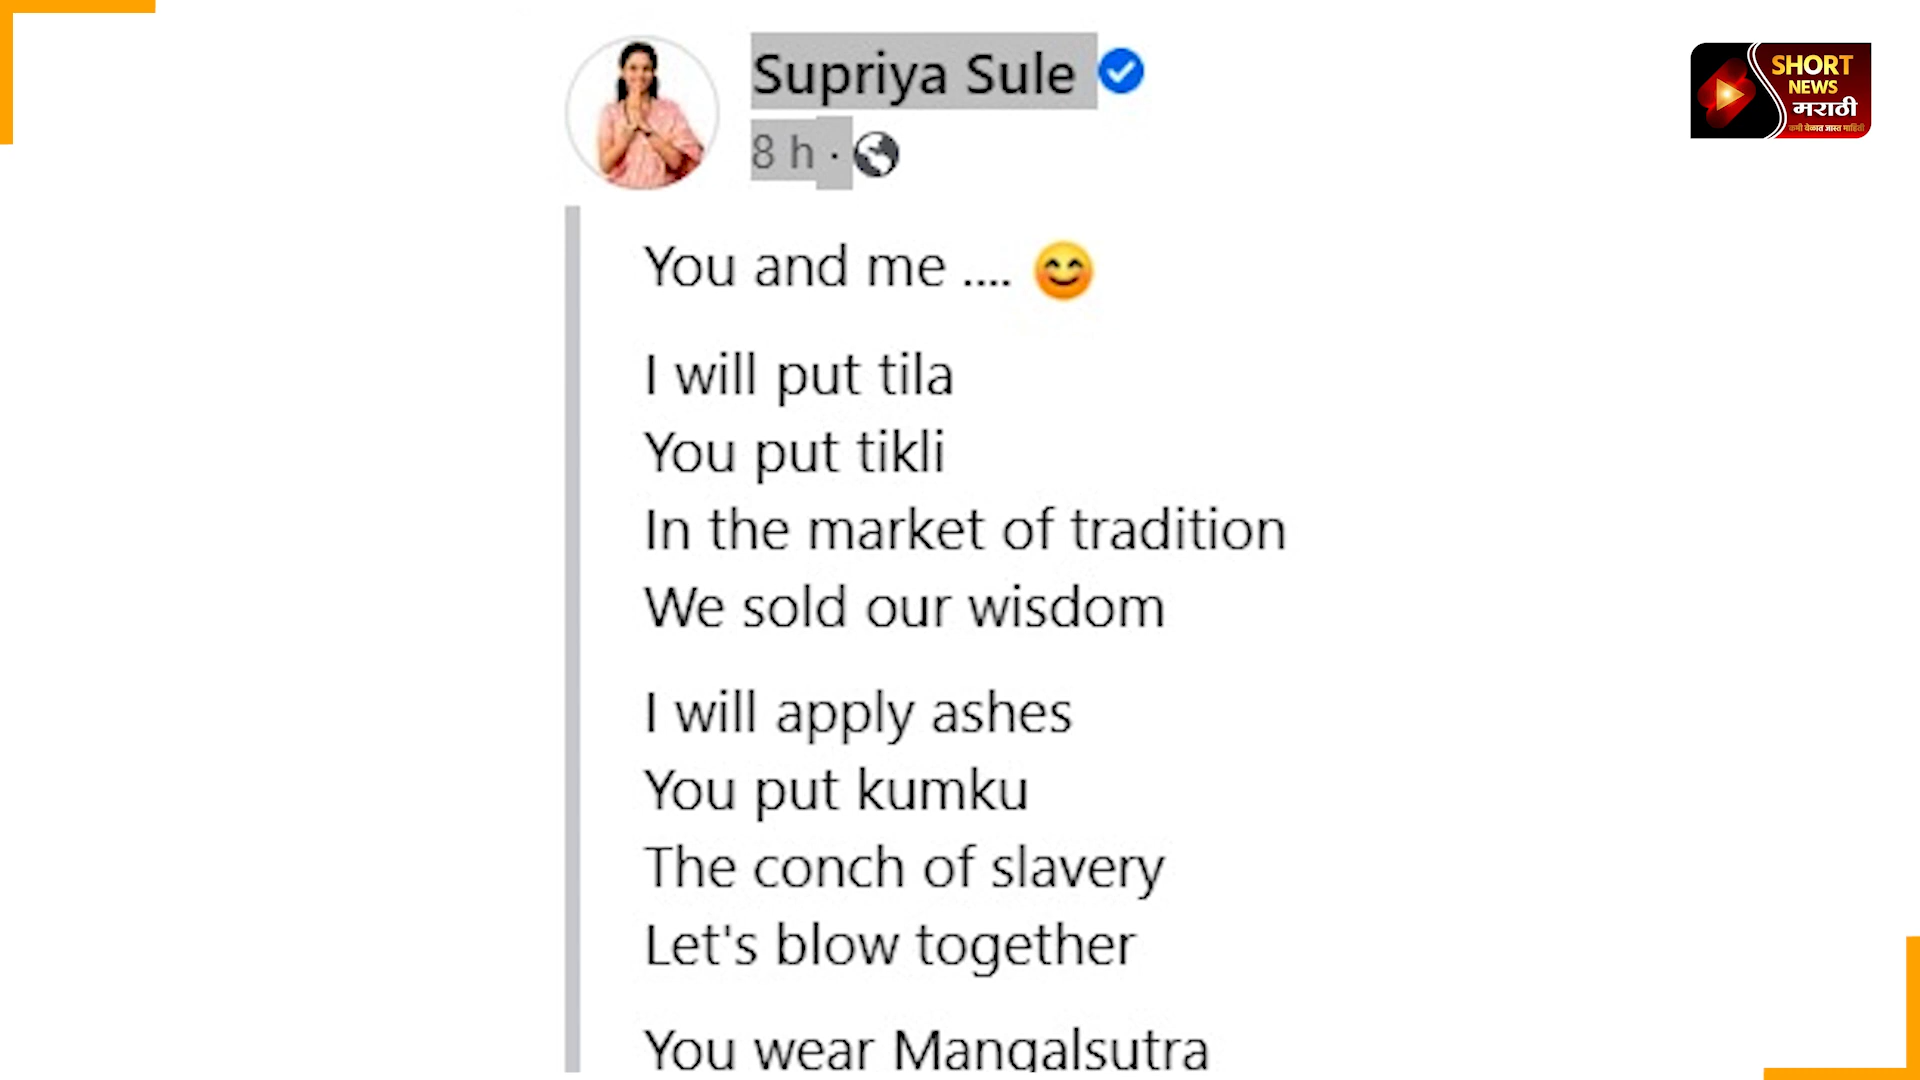 Supriya Sule
8 h ·
You and me .... 😊
I will put tila
You put tikli
In the market of tradition
We sold our wisdom
I will apply ashes
You put kumku
The conch of slavery
Let's blow together
You wear Mangalsutra
SHORT
NEWS
मराठी
कमी वेळात जास्त माहिती